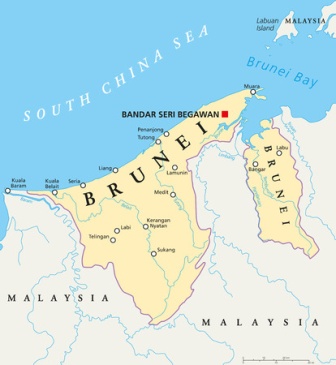 Labuan
Island
MALAYSIA
SOUTH CHINA SEA
Brunei Bay
Muara
BANDAR SERI BEGAWAN
Penanjong
Tutong
BRUNEI
Labu
Bangar
BRUNEI
Lamunin
Liang
Seria
Kuala
Belait
Kuala
Baram
Medit
Kerangan
Nyatan
Labi
Telingan
Sukang
MALAYSIA
MALAYSIA